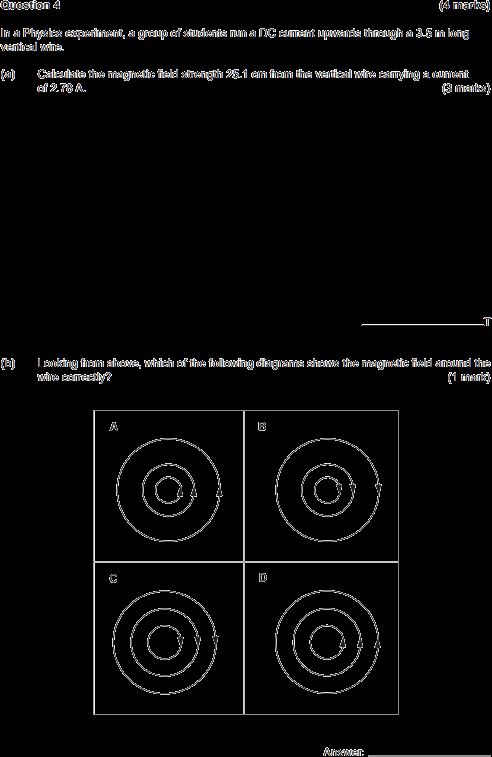 Question 4 (4 marks)
In a Physics experiment, a group of students run a DC current upwards through a 3.5 m long
vertical wire.
(a) Calculate the magnetic field strength 25.1 cm from the vertical wire carrying a current
of 2.78 A. (3 marks)
T
(b) Looking from above, which of the following diagrams shows the magnetic field around the
wire correctly? (1 mark)
A B
C D
Answer: